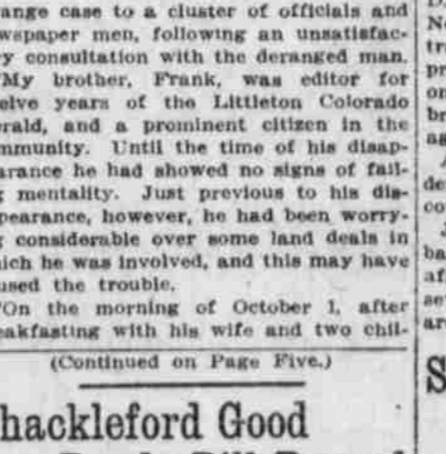 ange case to a cluster of officials and
wspaper men, following an unsatisfac-
y consultation with the deranged man.
"My brother, Frank, was editor for
elve years of the Littleton Colorado
erald, and a prominent citizen in the
mmunity. Until the time of his disap-
arance he had showed no signs of fail-
g mentality. Just previous to his dis-
pearance, however, he had been worry-
g considerable over some land deals in
ich he was involved, and this may have
used the trouble.
"On the morning of October 1, after
eakfasting with his wife and two chil-
(Continued on Page Five.)
hackleford Good